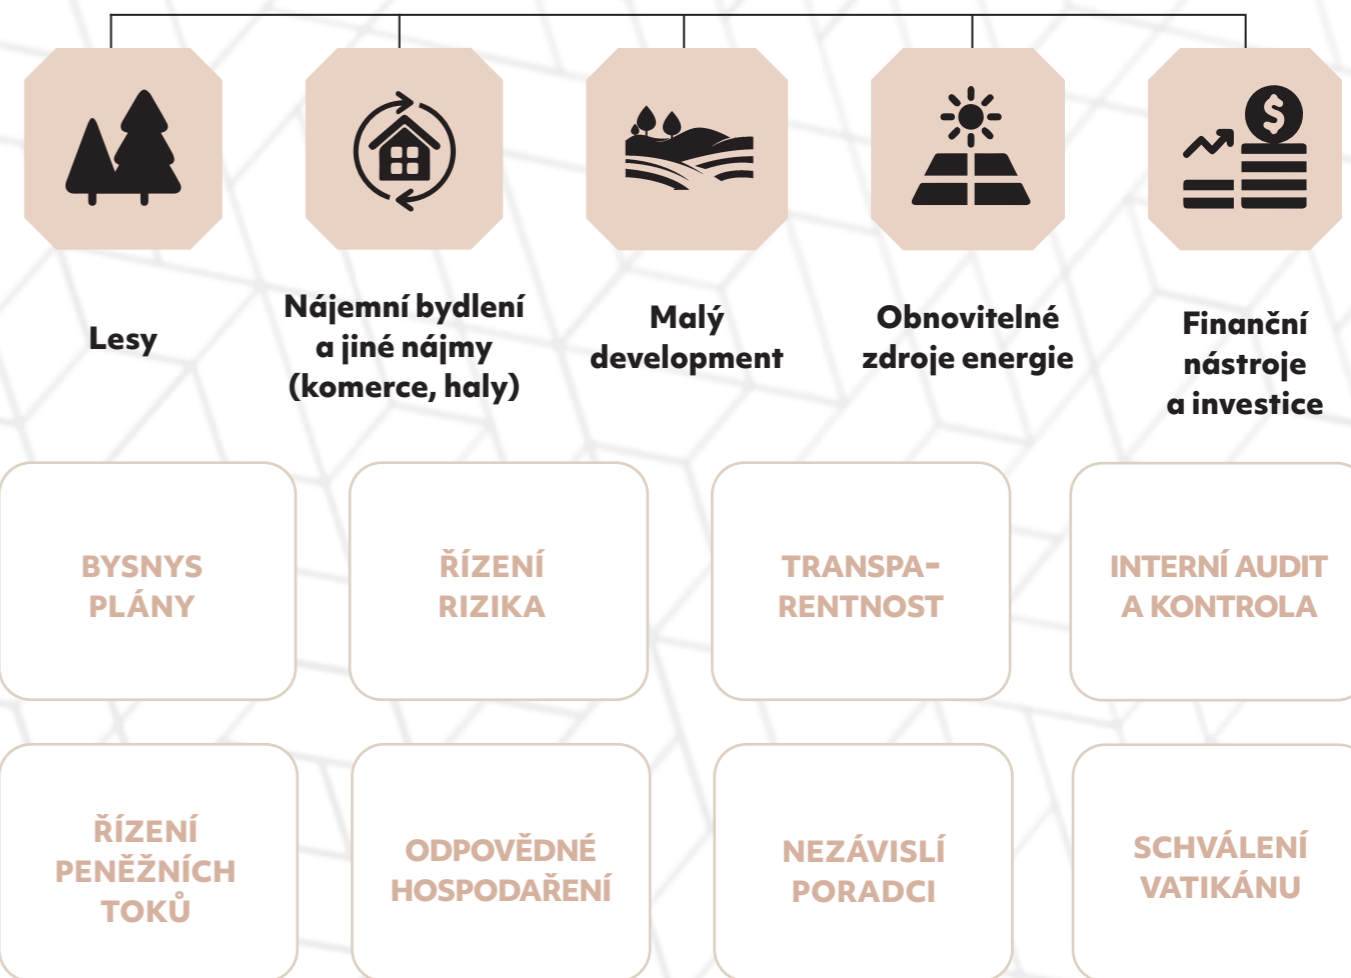 Lesy
Nájemní bydlení
a jiné nájmy
(komerce, haly)
Malý
development
Obnovitelné
zdroje energie
Finanční
nástroje
a investice
BYSNYS
PLÁNY
ŘÍZENÍ
RIZIKA
TRANSPA-
RENTNOST
INTERNÍ AUDIT
A KONTROLA
ŘÍZENÍ
PENĚŽNÍCH
TOKŮ
ODPOVĚDNÉ
HOSPODAŘENÍ
NEZÁVISLÍ
PORADCI
SCHVÁLENÍ
VATIKÁNU